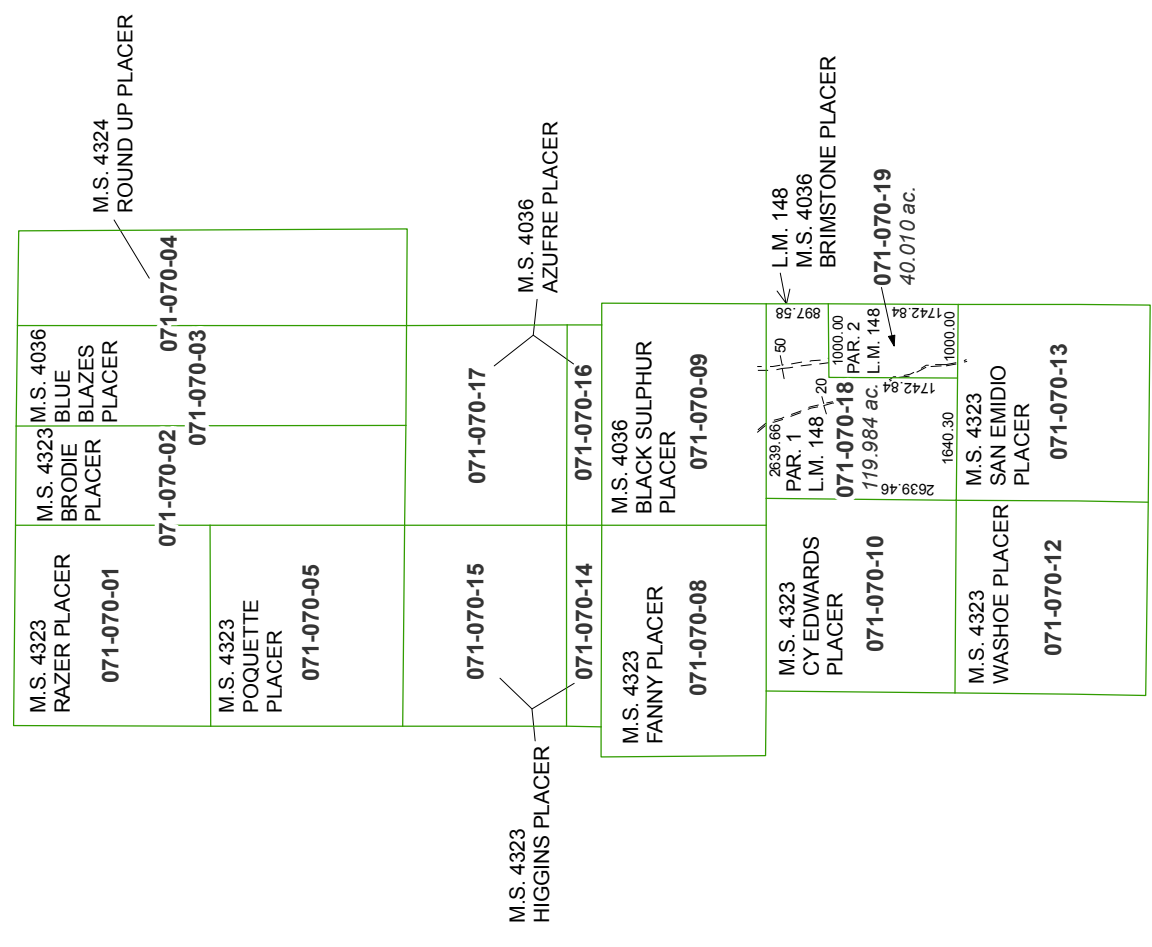 M.S. 4324
ROUND UP PLACER
071-070-04
M.S. 4036
BLUE
BLAZES
PLACER
071-070-03
M.S. 4323
BRODIE
PLACER
071-070-02
M.S. 4323
RAZER PLACER
071-070-01
M.S. 4323
POQUETTE
PLACER
071-070-05
M.S. 4036
AZUFRE PLACER
071-070-17
071-070-16
071-070-15
071-070-14
M.S. 4323
HIGGINS PLACER
M.S. 4036
BLACK SULPHUR
PLACER
071-070-09
M.S. 4323
FANNY PLACER
071-070-08
L.M. 148
M.S. 4036
BRIMSTONE PLACER
071-070-19
40.010 ac.
897.58
50
1000.00
PAR. 2
L.M. 148
1742.84
1000.00
1742.84
20
2639.66
PAR. 1
L.M. 148
071-070-18
119.984 ac.
2639.46
1640.30
M.S. 4323
CY EDWARDS
PLACER
071-070-10
M.S. 4323
SAN EMIDIO
PLACER
071-070-13
M.S. 4323
WASHOE PLACER
071-070-12